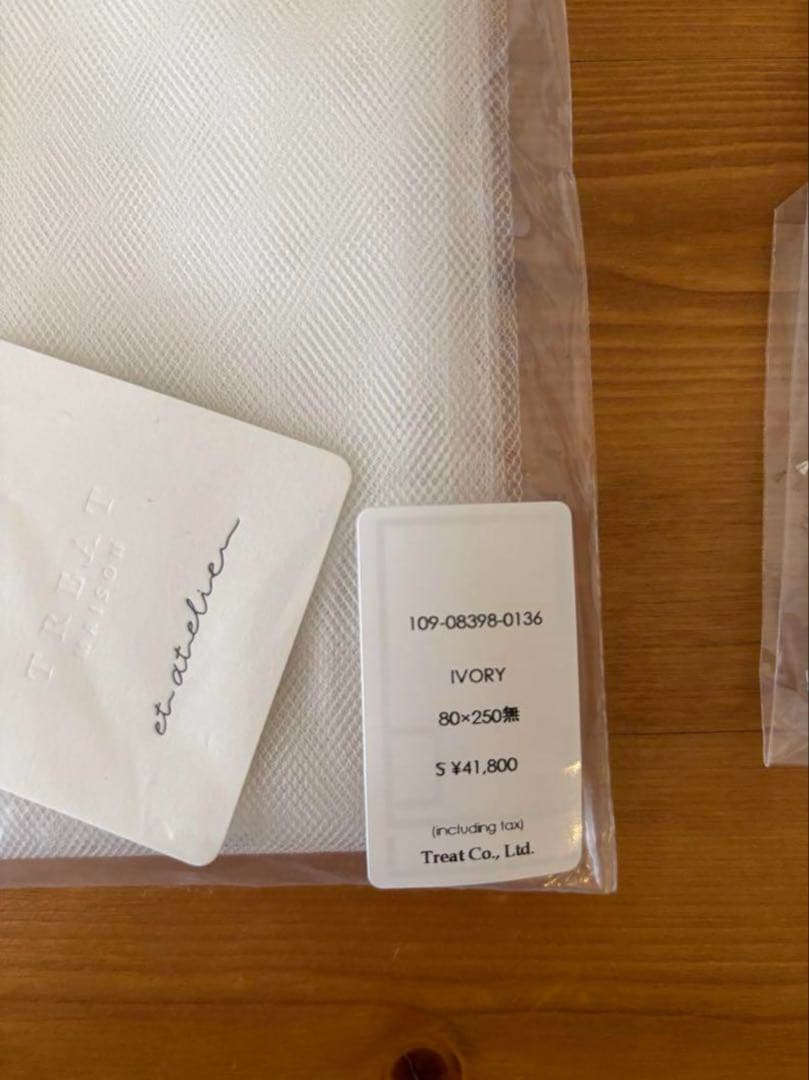 TREAT
MAISON
et atelier
109-08398-0136
IVORY
80×250無
S ¥41,800
(including tax)
Treat Co., Ltd.